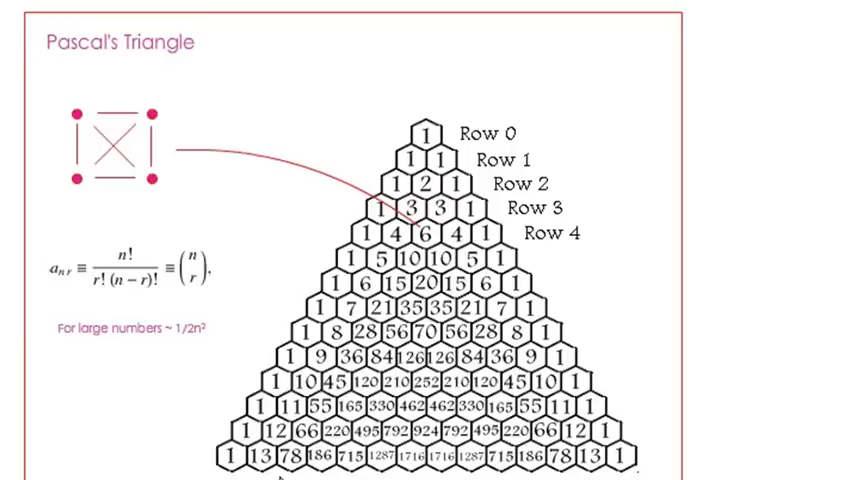 Pascal's Triangle
1 Row 0
1 1 Row 1
1 2 1 Row 2
1 3 3 1 Row 3
1 4 6 4 1 Row 4
1 5 10 10 5 1
a_{nr} ≡ n! / r! (n − r)! ≡ (n r),
1 6 15 20 15 6 1
1 7 21 35 35 21 7 1
For large numbers ~ 1/2n²
1 8 28 56 70 56 28 8 1
1 9 36 84 126 126 84 36 9 1
1 10 45 120 210 252 210 120 45 10 1
1 11 55 165 330 462 462 330 165 55 11 1
1 12 66 220 495 792 924 792 495 220 66 12 1
1 13 78 186 715 1287 1716 1716 1287 715 186 78 13 1